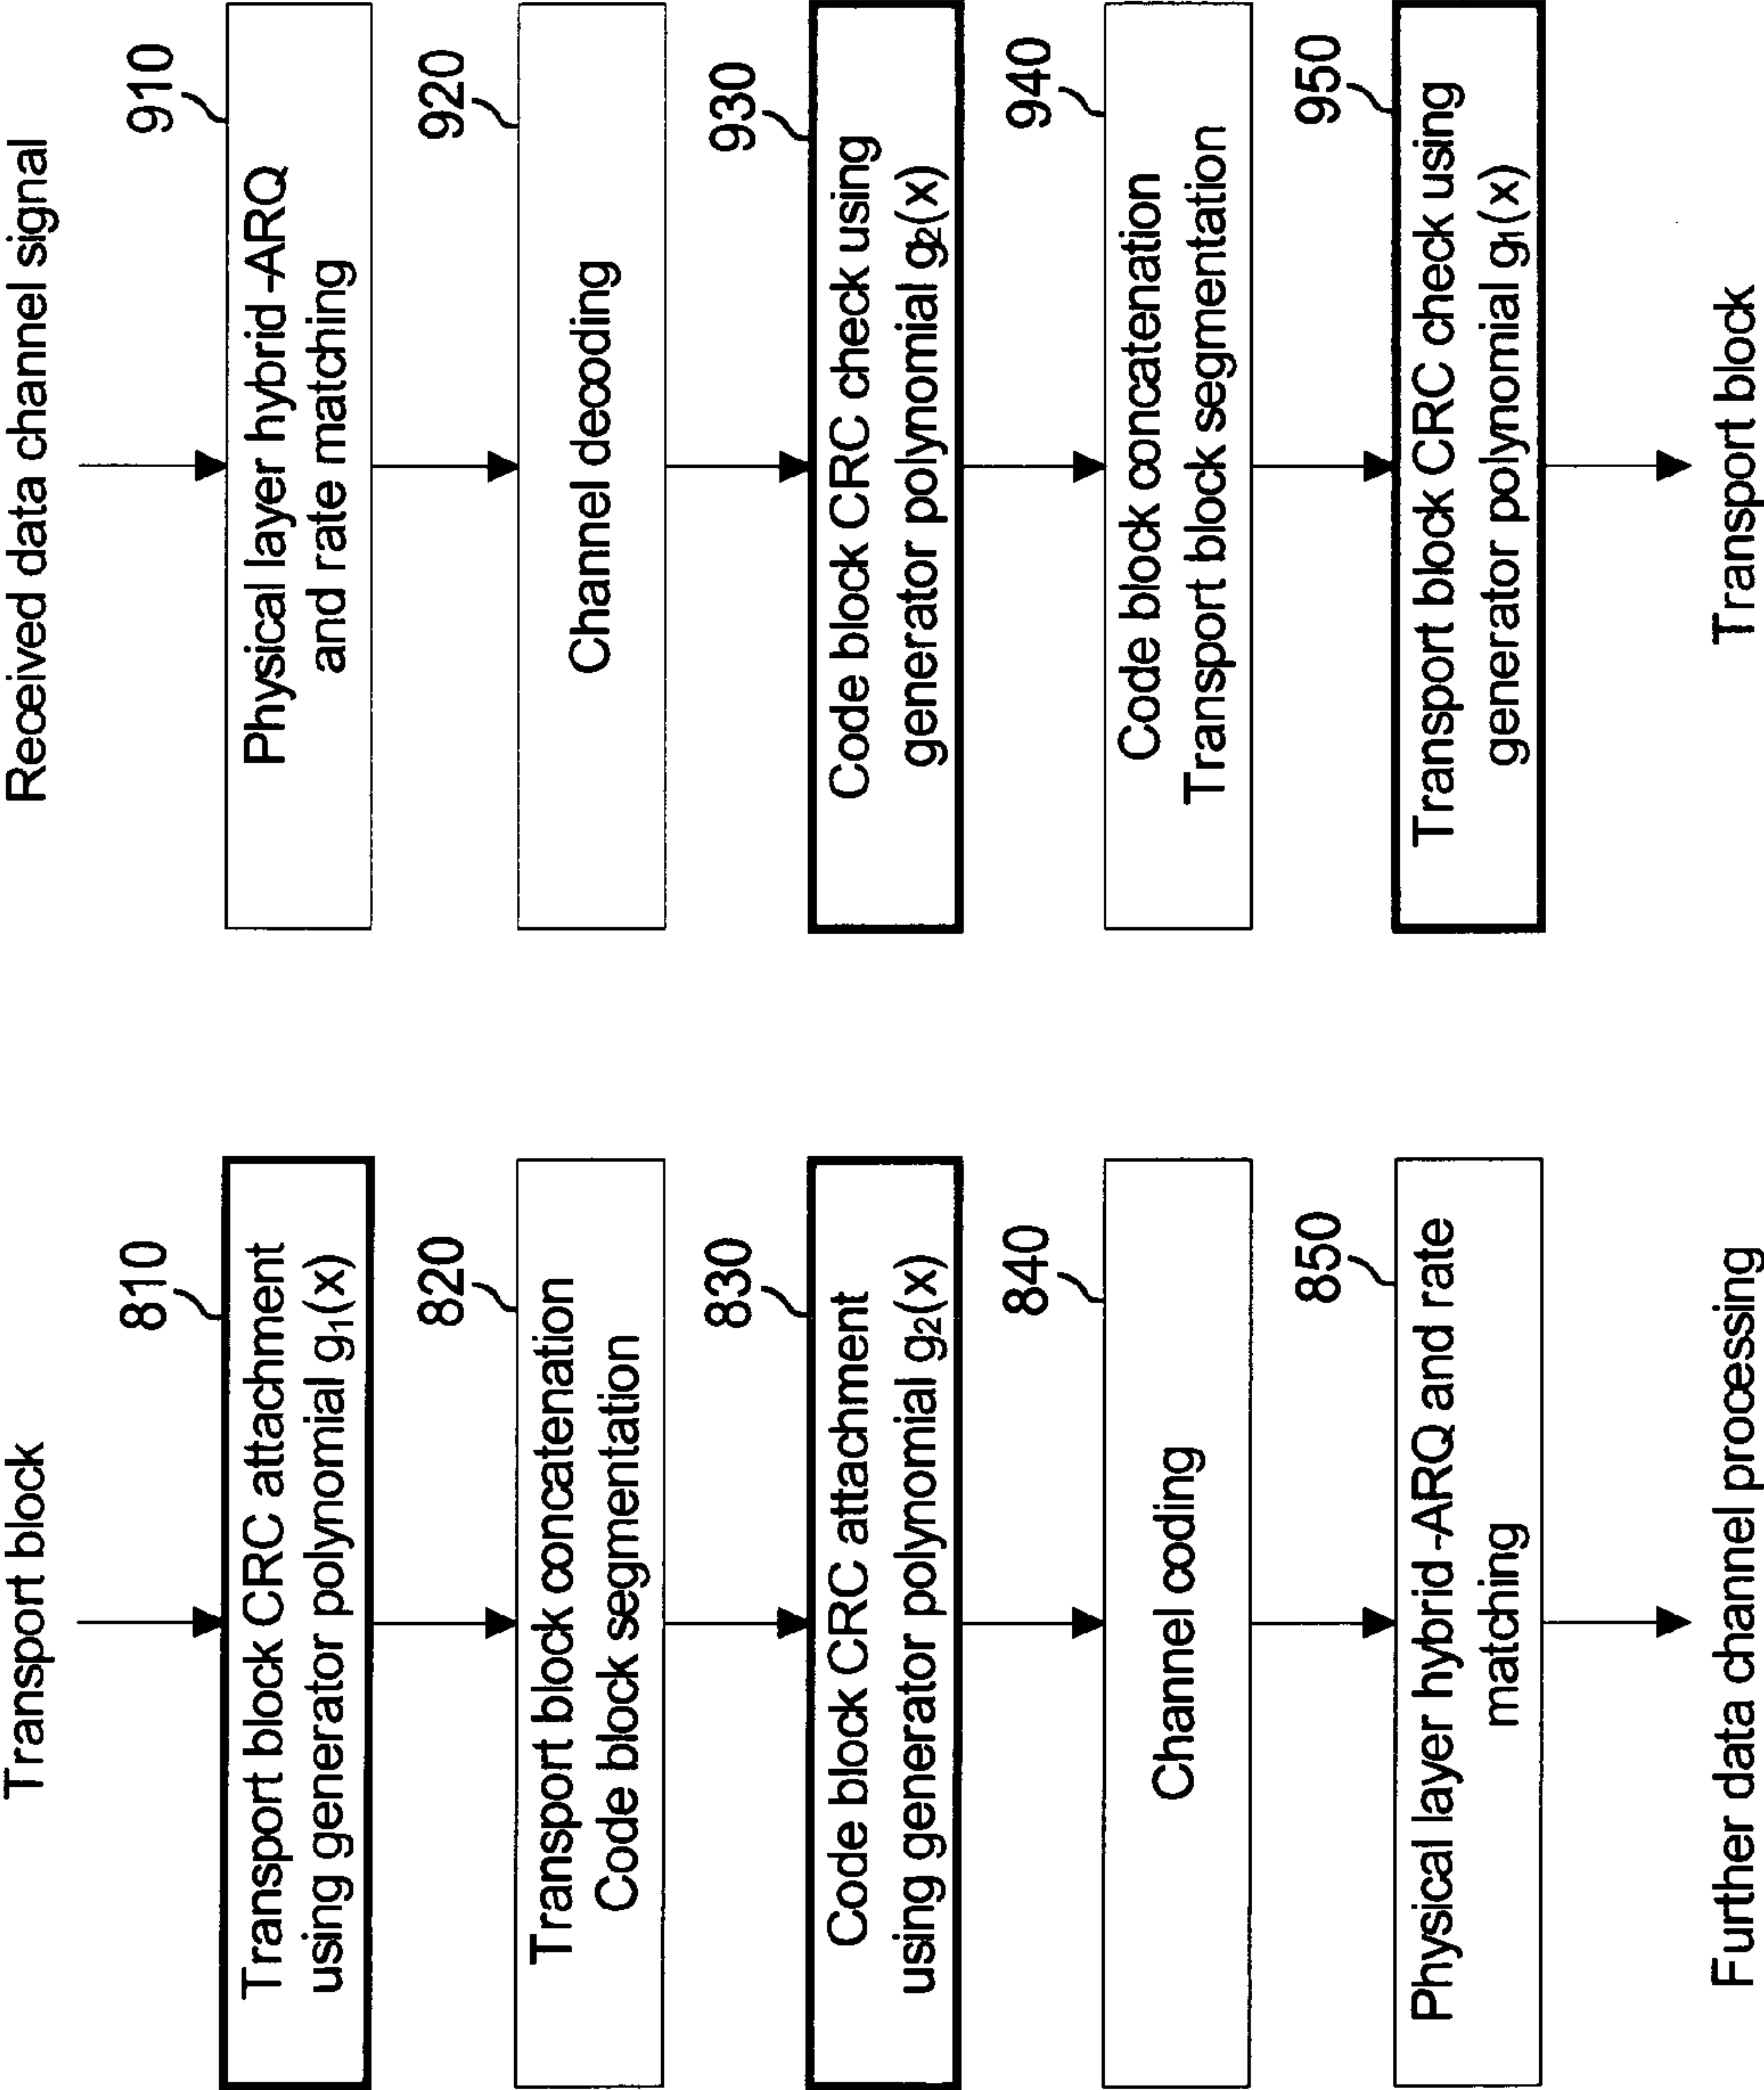 Transport block
810
Transport block CRC attachment
using generator polynomial g₁(x)
820
Transport block concatenation
Code block segmentation
830
Code block CRC attachment
using generator polynomial g₂(x)
840
Channel coding
850
Physical layer hybrid-ARQ and rate
matching
Further data channel processing
Received data channel signal
910
Physical layer hybrid-ARQ
and rate matching
920
Channel decoding
930
Code block CRC check using
generator polynomial g₂(x)
940
Code block concatenation
Transport block segmentation
950
Transport block CRC check using
generator polynomial g₁(x)
Transport block